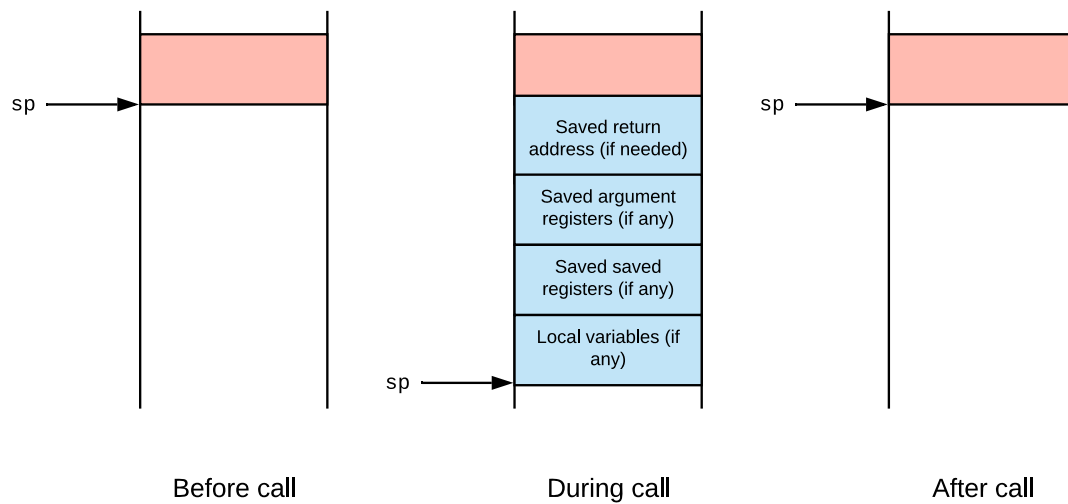 sp
Saved return
address (if needed)
Saved argument
registers (if any)
Saved saved
registers (if any)
Local variables (if
any)
sp
sp
Before call
During call
After call